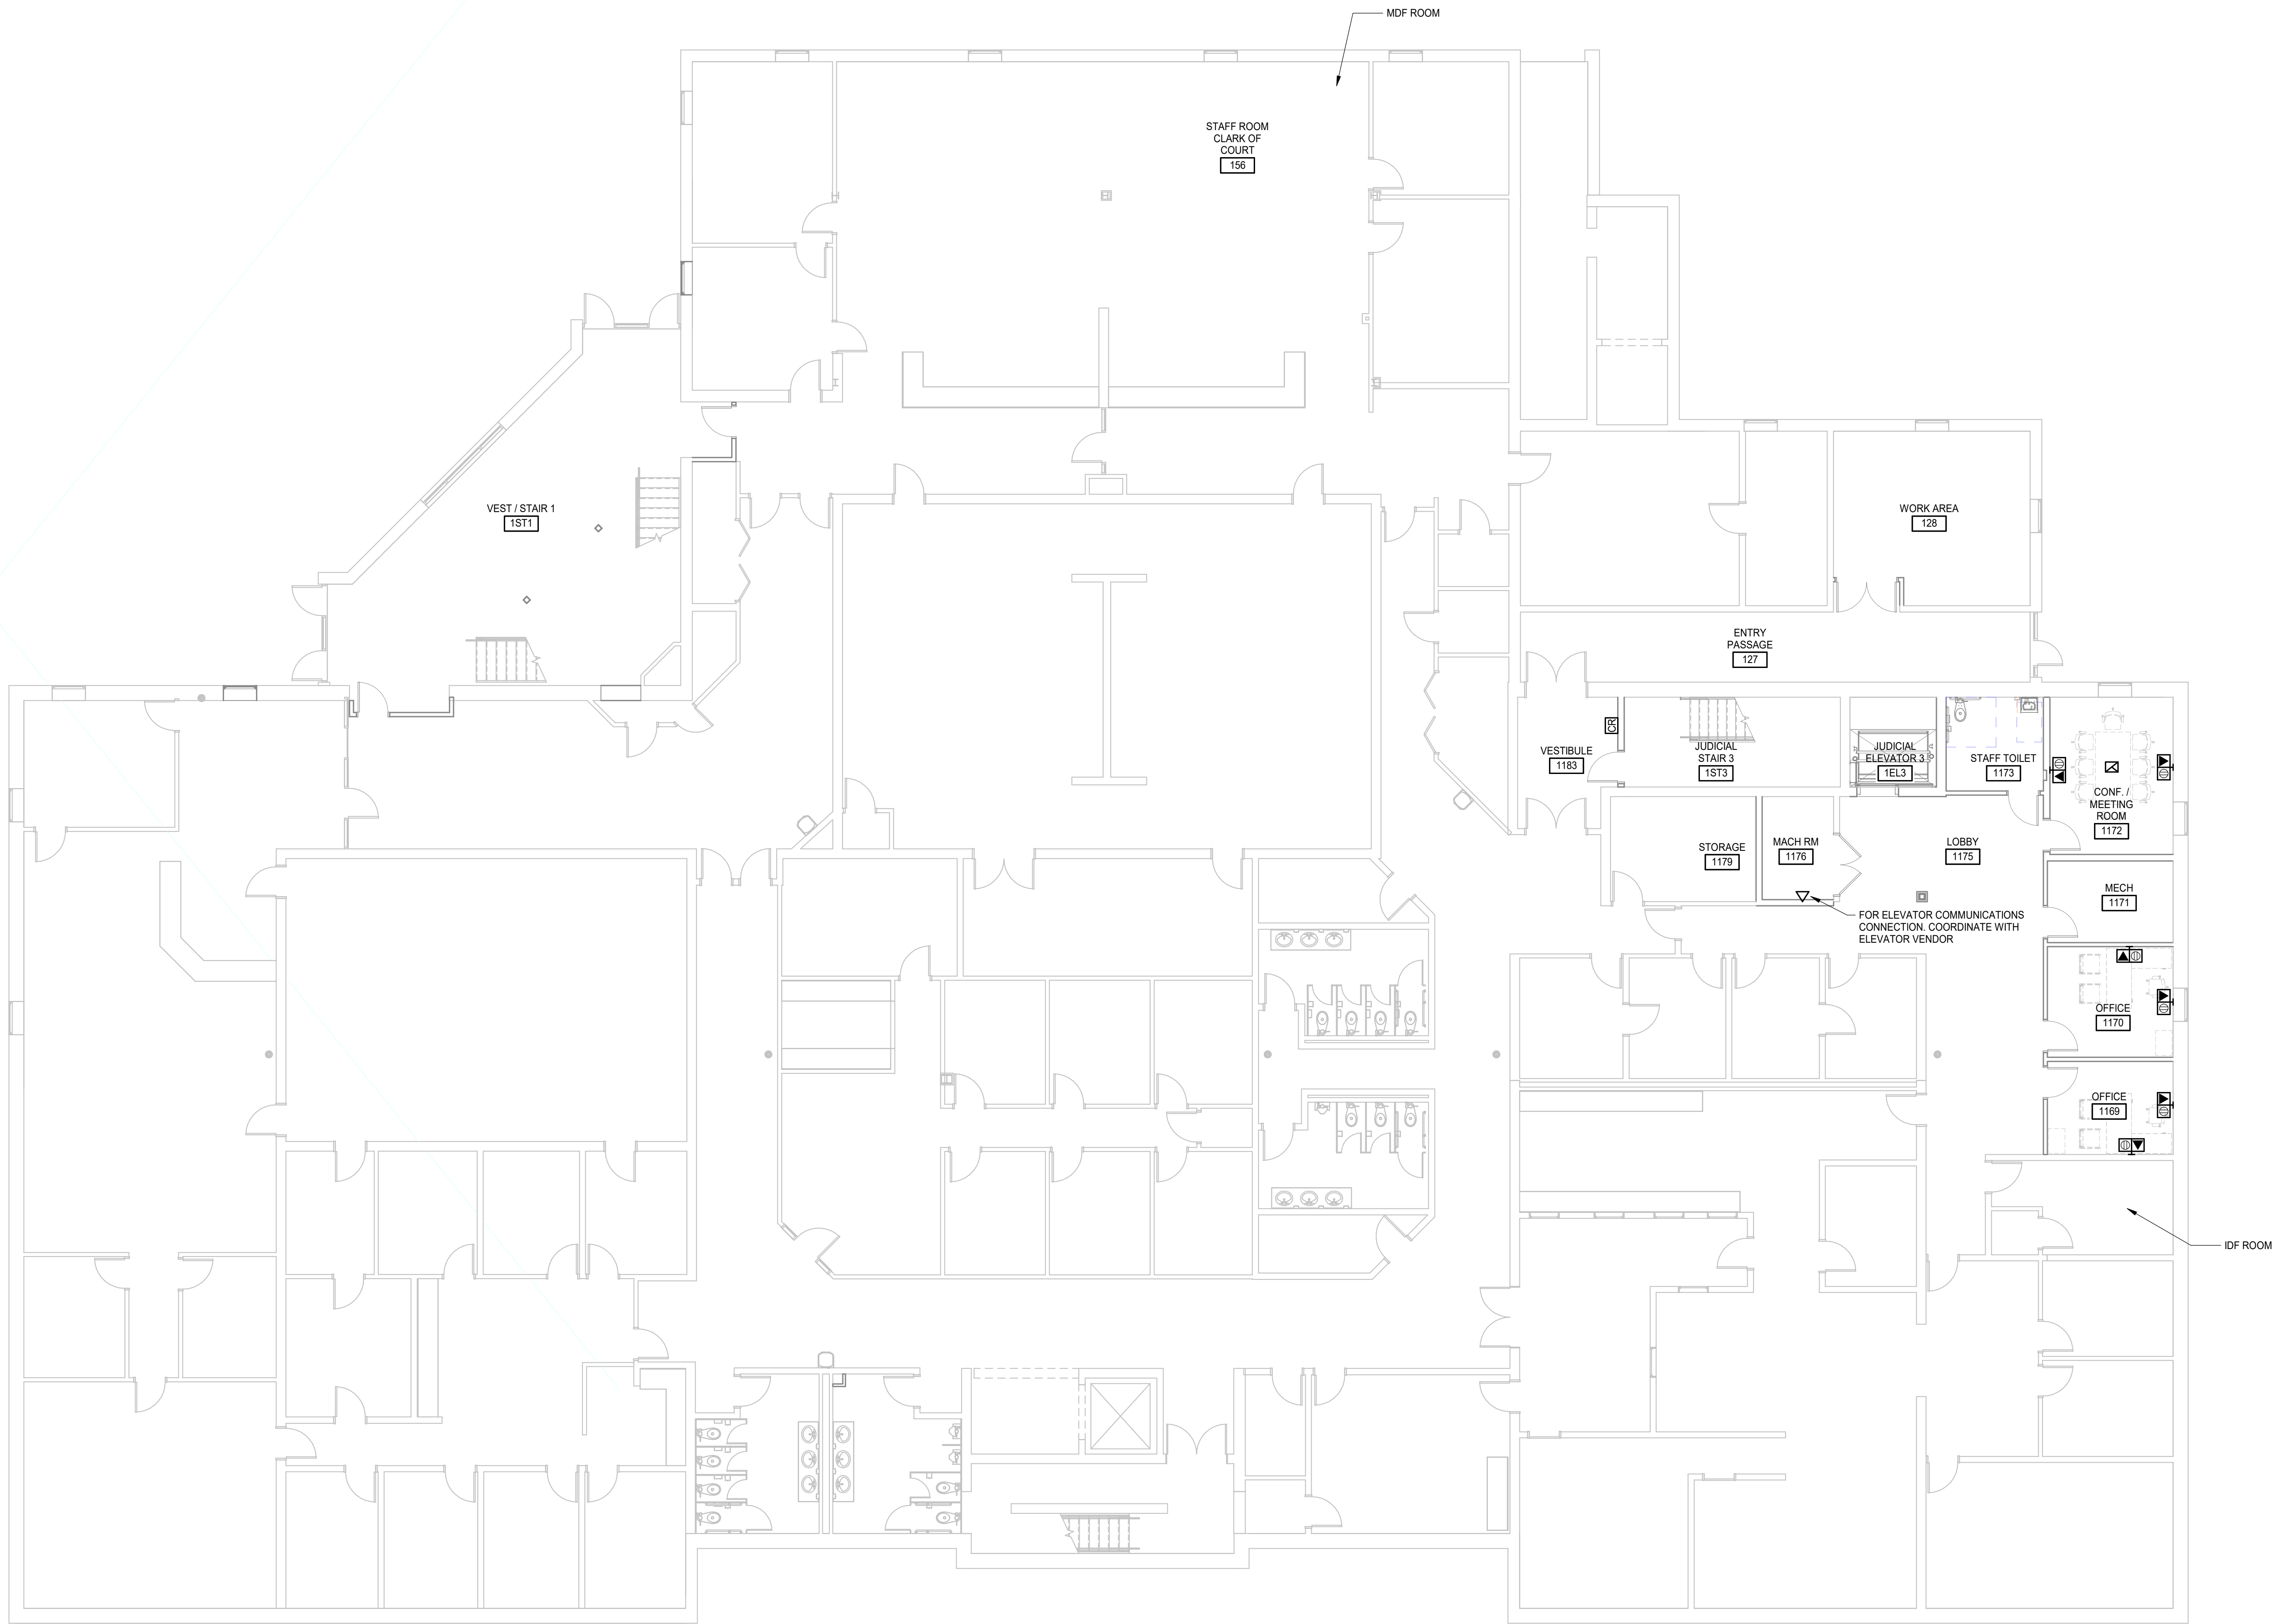 MDF ROOM
STAFF ROOM
CLARK OF
COURT
156
VEST / STAIR 1
1ST1
WORK AREA
128
ENTRY
PASSAGE
127
CR
VESTIBULE
1183
JUDICIAL
STAIR 3
1ST3
JUDICIAL
ELEVATOR 3
1EL3
STAFF TOILET
1173
CONF. /
MEETING
ROOM
1172
STORAGE
1179
MACH RM
1176
LOBBY
1175
MECH
1171
FOR ELEVATOR COMMUNICATIONS
CONNECTION. COORDINATE WITH
ELEVATOR VENDOR
OFFICE
1170
OFFICE
1169
IDF ROOM